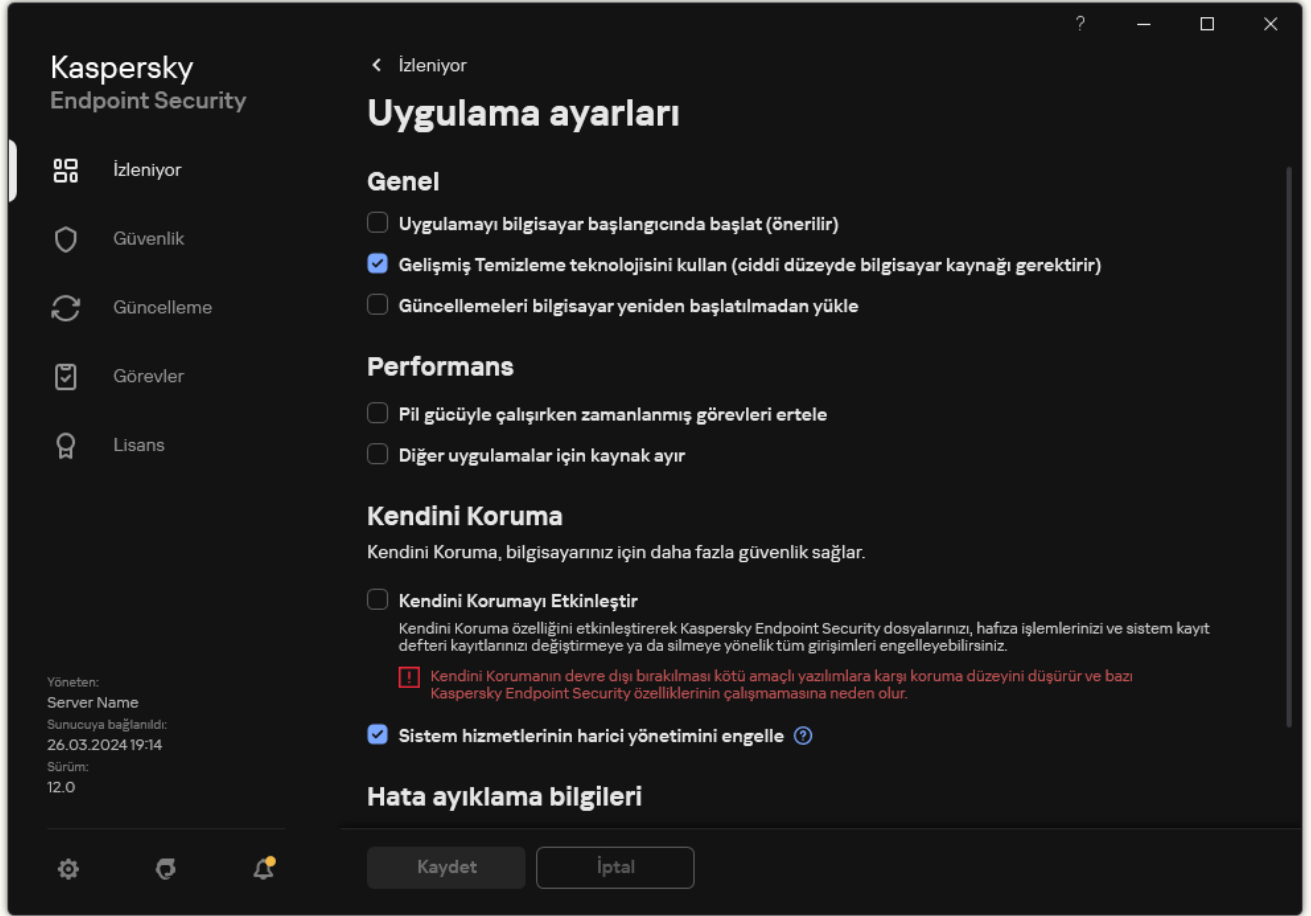 ?
Kaspersky
Endpoint Security
İzleniyor
Güvenlik
Güncelleme
Görevler
Lisans
Yöneten:
Server Name
Sunucuya bağlanıldı:
26.03.2024 19:14
Sürüm:
12.0
İzleniyor
Uygulama ayarları
Genel
Uygulamayı bilgisayar başlangıcında başlat (önerilir)
Gelişmiş Temizleme teknolojisini kullan (ciddi düzeyde bilgisayar kaynağı gerektirir)
Güncellemeleri bilgisayar yeniden başlatılmadan yükle
Performans
Pil gücüyle çalışırken zamanlanmış görevleri ertele
Diğer uygulamalar için kaynak ayır
Kendini Koruma
Kendini Koruma, bilgisayarınız için daha fazla güvenlik sağlar.
Kendini Korumayı Etkinleştir
Kendini Koruma özelliğini etkinleştirerek Kaspersky Endpoint Security dosyalarınızı, hafıza işlemlerinizi ve sistem kayıt
defteri kayıtlarınızı değiştirmeye ya da silmeye yönelik tüm girişimleri engelleyebilirsiniz.
! Kendini Korumanın devre dışı bırakılması kötü amaçlı yazılımlara karşı koruma düzeyini düşürür ve bazı
Kaspersky Endpoint Security özelliklerinin çalışmamasına neden olur.
Sistem hizmetlerinin harici yönetimini engelle ?
Hata ayıklama bilgileri
Kaydet
İptal